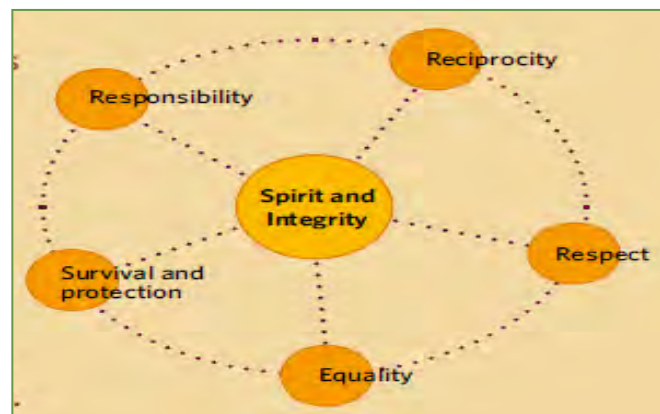 Reciprocity
Responsibility
Spirit and
Integrity
Respect
Survival and
protection
Equality